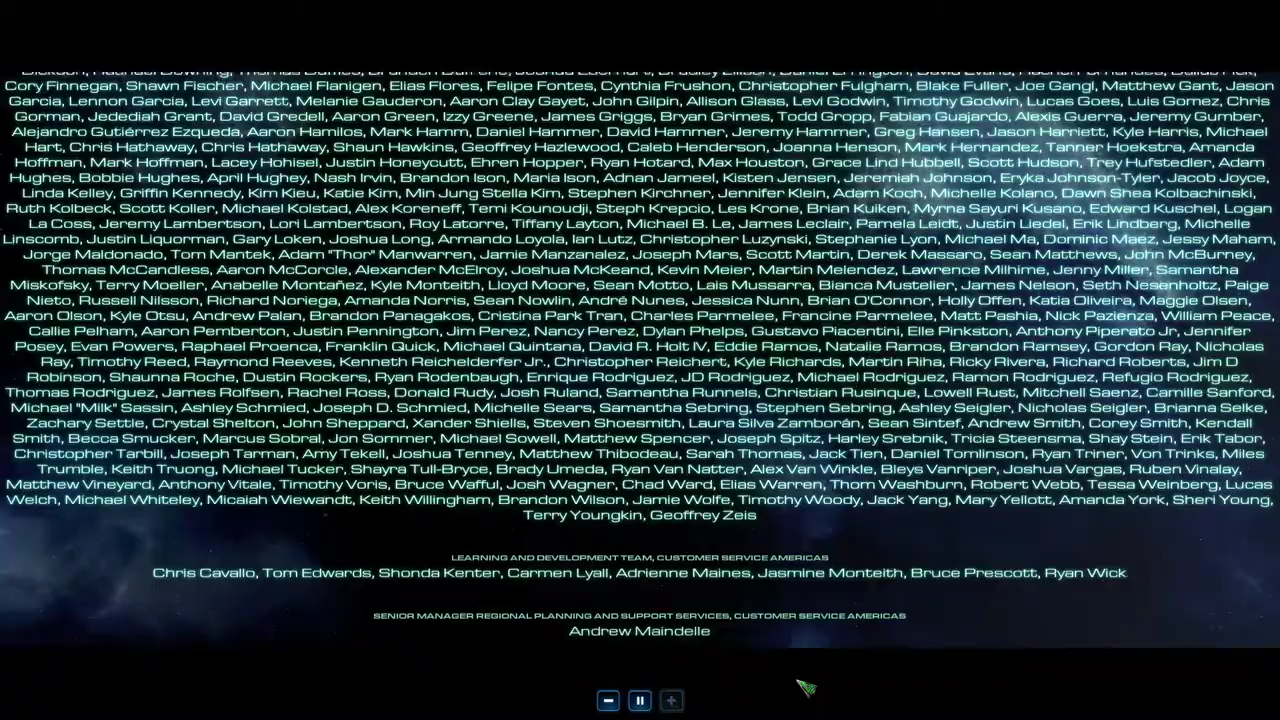 Cory Finnegan, Shawn Fischer, Michael Flanigen, Elias Flores, Felipe Fontes, Cynthia Frushon, Christopher Fulgham, Blake Fuller, Joe Gangl, Matthew Gant, Jason
Garcia, Lennon Garcia, Levi Garrett, Melanie Gauderon, Aaron Clay Gayet, John Gilpin, Allison Glass, Levi Godwin, Timothy Godwin, Lucas Goes, Luis Gomez, Chris
Gorman, Jedediah Grant, David Gredell, Aaron Green, Izzy Greene, James Griggs, Bryan Grimes, Todd Gropp, Fabian Guajardo, Alexis Guerra, Jeremy Gumber,
Alejandro Gutiérrez Ezqueda, Aaron Hamilos, Mark Hamm, Daniel Hammer, David Hammer, Jeremy Hammer, Greg Hansen, Jason Harriett, Kyle Harris, Michael
Hart, Chris Hathaway, Chris Hathaway, Shaun Hawkins, Geoffrey Hazlewood, Caleb Henderson, Joanna Henson, Mark Hernandez, Tanner Hoekstra, Amanda
Hoffman, Mark Hoffman, Lacey Hohisel, Justin Honeycutt, Ehren Hopper, Ryan Hotard, Max Houston, Grace Lind Hubbell, Scott Hudson, Trey Hufstedler, Adam
Hughes, Bobbie Hughes, April Hughey, Nash Irvin, Brandon Ison, Maria Ison, Adnan Jameel, Kisten Jensen, Jeremiah Johnson, Eryka Johnson-Tyler, Jacob Joyce,
Linda Kelley, Griffin Kennedy, Kim Kieu, Katie Kim, Min Jung Stella Kim, Stephen Kirchner, Jennifer Klein, Adam Koch, Michelle Kolano, Dawn Shea Kolbachinski,
Ruth Kolbeck, Scott Koller, Michael Kolstad, Alex Koreneff, Temi Kounoudji, Steph Krepcio, Les Krone, Brian Kuiken, Myrna Sayuri Kusano, Edward Kuschel, Logan
La Coss, Jeremy Lambertson, Lori Lambertson, Roy Latorre, Tiffany Layton, Michael B. Le, James Leclair, Pamela Leidt, Justin Liedel, Erik Lindberg, Michelle
Linscomb, Justin Liquorman, Gary Loken, Joshua Long, Armando Loyola, Ian Lutz, Christopher Luzynski, Stephanie Lyon, Michael Ma, Dominic Maez, Jessy Maham,
Jorge Maldonado, Tom Mantek, Adam "Thor" Manwarren, Jamie Manzanalez, Joseph Mars, Scott Martin, Derek Massaro, Sean Matthews, John McBurney,
Thomas McCandless, Aaron McCorcle, Alexander McElroy, Joshua McKeand, Kevin Meier, Martin Melendez, Lawrence Milhime, Jenny Miller, Samantha
Miskofsky, Terry Moeller, Anabelle Montañez, Kyle Monteith, Lloyd Moore, Sean Motto, Lais Mussarra, Bianca Mustelier, James Nelson, Seth Nesenholtz, Paige
Nieto, Russell Nilsson, Richard Noriega, Amanda Norris, Sean Nowlin, André Nunes, Jessica Nunn, Brian O'Connor, Holly Offen, Katia Oliveira, Maggie Olsen,
Aaron Olson, Kyle Otsu, Andrew Palan, Brandon Panagakos, Cristina Park Tran, Charles Parmelee, Francine Parmelee, Matt Pashia, Nick Pazienza, William Peace,
Callie Pelham, Aaron Pemberton, Justin Pennington, Jim Perez, Nancy Perez, Dylan Phelps, Gustavo Piacentini, Elle Pinkston, Anthony Piperato Jr, Jennifer
Posey, Evan Powers, Raphael Proenca, Franklin Quick, Michael Quintana, David R. Holt IV, Eddie Ramos, Natalie Ramos, Brandon Ramsey, Gordon Ray, Nicholas
Ray, Timothy Reed, Raymond Reeves, Kenneth Reichelderfer Jr., Christopher Reichert, Kyle Richards, Martin Riha, Ricky Rivera, Richard Roberts, Jim D
Robinson, Shaunna Roche, Dustin Rockers, Ryan Rodenbaugh, Enrique Rodriguez, JD Rodriguez, Michael Rodriguez, Ramon Rodriguez, Refugio Rodriguez,
Thomas Rodriguez, James Rolfsen, Rachel Ross, Donald Rudy, Josh Ruland, Samantha Runnels, Christian Rusinque, Lowell Rust, Mitchell Saenz, Camille Sanford,
Michael "Milk" Sassin, Ashley Schmied, Joseph D. Schmied, Michelle Sears, Samantha Sebring, Stephen Sebring, Ashley Seigler, Nicholas Seigler, Brianna Selke,
Zachary Settle, Crystal Shelton, John Sheppard, Xander Shiells, Steven Shoesmith, Laura Silva Zamborán, Sean Sintef, Andrew Smith, Corey Smith, Kendall
Smith, Becca Smucker, Marcus Sobral, Jon Sommer, Michael Sowell, Matthew Spencer, Joseph Spitz, Harley Srebnik, Tricia Steensma, Shay Stein, Erik Tabor,
Christopher Tarbill, Joseph Tarman, Amy Tekell, Joshua Tenney, Matthew Thibodeau, Sarah Thomas, Jack Tien, Daniel Tomlinson, Ryan Triner, Von Trinks, Miles
Trumble, Keith Truong, Michael Tucker, Shayra Tull-Bryce, Brady Umeda, Ryan Van Natter, Alex Van Winkle, Bleys Vanriper, Joshua Vargas, Ruben Vinalay,
Matthew Vineyard, Anthony Vitale, Timothy Voris, Bruce Wafful, Josh Wagner, Chad Ward, Elias Warren, Thom Washburn, Robert Webb, Tessa Weinberg, Lucas
Welch, Michael Whiteley, Micaiah Wiewandt, Keith Willingham, Brandon Wilson, Jamie Wolfe, Timothy Woody, Jack Yang, Mary Yellott, Amanda York, Sheri Young,
Terry Youngkin, Geoffrey Zeis
LEARNING AND DEVELOPMENT TEAM, CUSTOMER SERVICE AMERICAS
Chris Cavallo, Tom Edwards, Shonda Kenter, Carmen Lyall, Adrienne Maines, Jasmine Monteith, Bruce Prescott, Ryan Wick
SENIOR MANAGER REGIONAL PLANNING AND SUPPORT SERVICES, CUSTOMER SERVICE AMERICAS
Andrew Maindelle